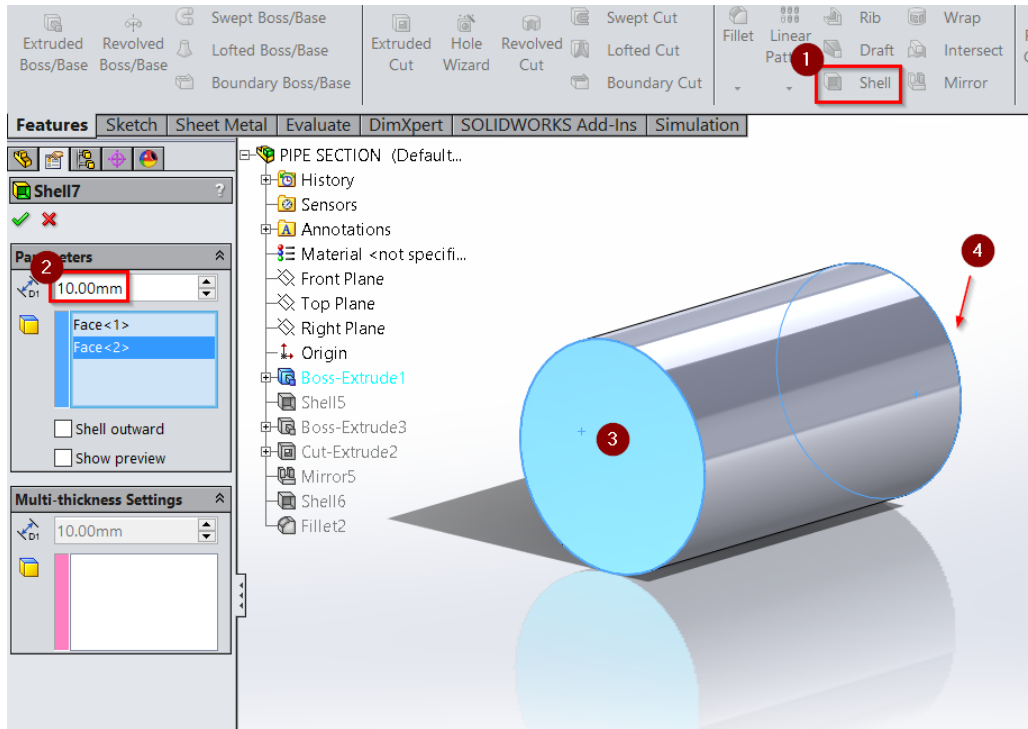 Extruded Boss/Base
Revolved Boss/Base
Swept Boss/Base
Lofted Boss/Base
Boundary Boss/Base
Extruded Cut
Hole Wizard
Revolved Cut
Swept Cut
Lofted Cut
Boundary Cut
Fillet
Linear
Patt
1
Rib
Draft
Shell
Wrap
Intersect
Mirror
Features Sketch Sheet Metal Evaluate DimXpert SOLIDWORKS Add-Ins Simulation
Shell7 ?
Parameters
2
D1 10.00mm
Face<1>
Face<2>
Shell outward
Show preview
Multi-thickness Settings
D1 10.00mm
PIPE SECTION (Default...
History
Sensors
A Annotations
Material <not specifi...
Front Plane
Top Plane
Right Plane
Origin
Boss-Extrude1
Shell5
Boss-Extrude3
Cut-Extrude2
Mirror5
Shell6
Fillet2
3
4